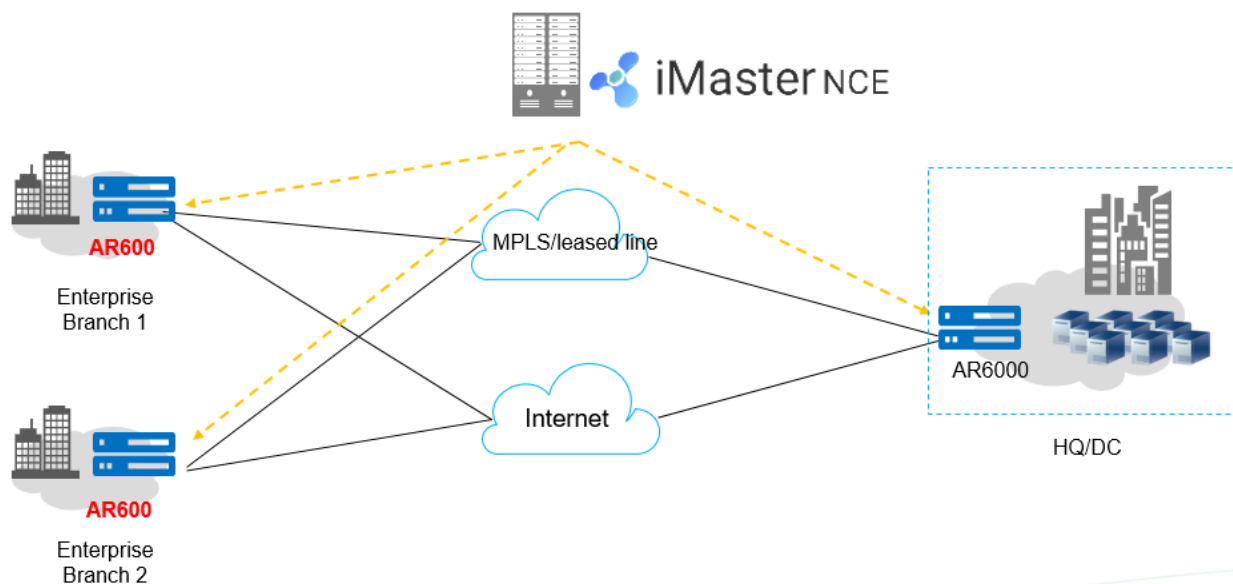 iMaster NCE
AR600
Enterprise
Branch 1
MPLS/leased line
AR6000
HQ/DC
Internet
AR600
Enterprise
Branch 2